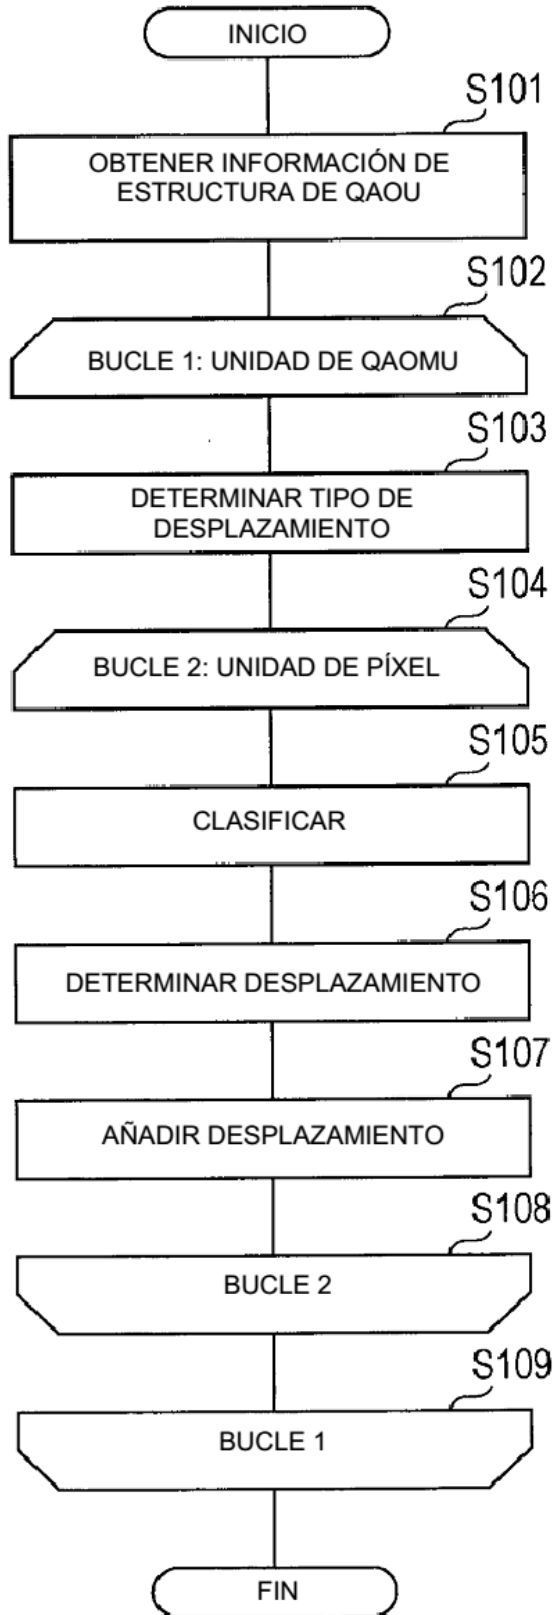 INICIO
S101
OBTENER INFORMACIÓN DE
ESTRUCTURA DE QAOU
S102
BUCLE 1: UNIDAD DE QAOMU
S103
DETERMINAR TIPO DE
DESPLAZAMIENTO
S104
BUCLE 2: UNIDAD DE PÍXEL
S105
CLASIFICAR
S106
DETERMINAR DESPLAZAMIENTO
S107
AÑADIR DESPLAZAMIENTO
S108
BUCLE 2
S109
BUCLE 1
FIN